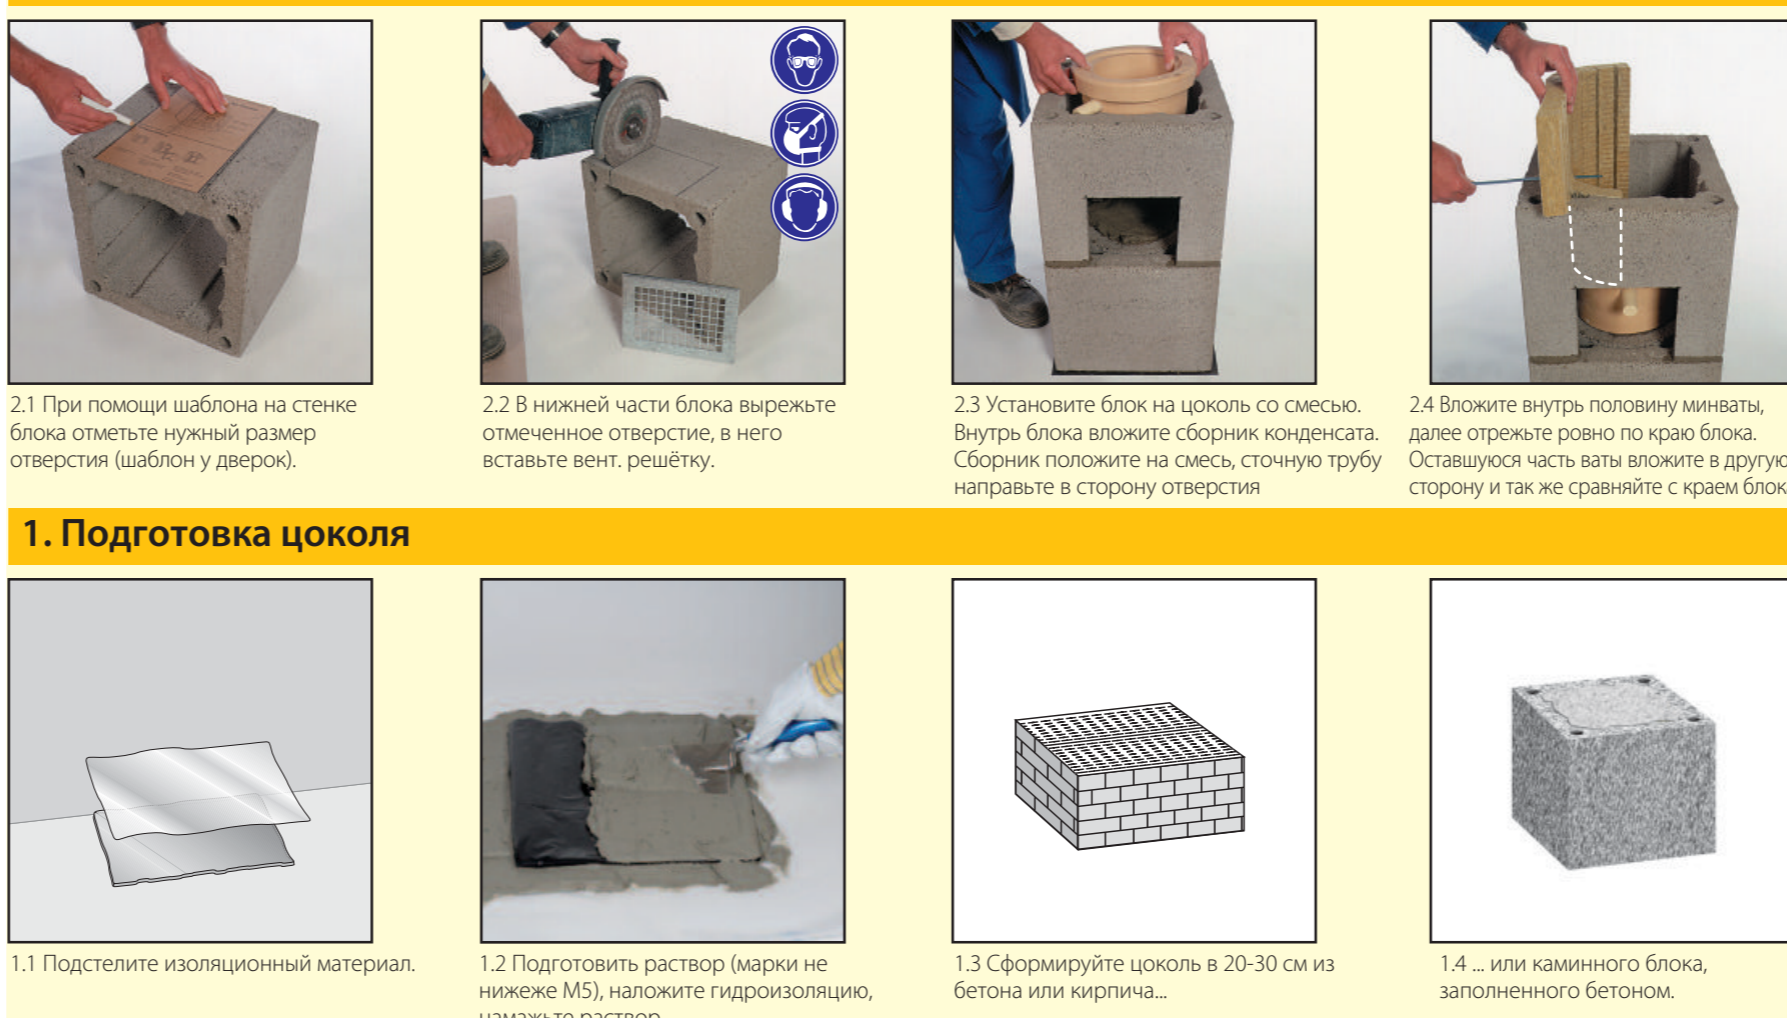 2.1 При помощи шаблона на стенке
блока отметьте нужный размер
отверстия (шаблон у дверок).
2.2 В нижней части блока вырежьте
отмеченное отверстие, в него
вставьте вент. решётку.
2.3 Установите блок на цоколь со смесью.
Внутрь блока вложите сборник конденсата.
Сборник положите на смесь, сточную трубу
направьте в сторону отверстия
2.4 Вложите внутрь половину минваты,
далее отрежьте ровно по краю блока.
Оставшуюся часть ваты вложите в другую
сторону и так же сравняйте с краем блока
1. Подготовка цоколя
1.1 Подстелите изоляционный материал.
1.2 Подготовить раствор (марки не
нижеже М5), наложите гидроизоляцию,
намажьте раствор
1.3 Сформируйте цоколь в 20-30 см из
бетона или кирпича...
1.4 ... или каминного блока,
заполненного бетоном.